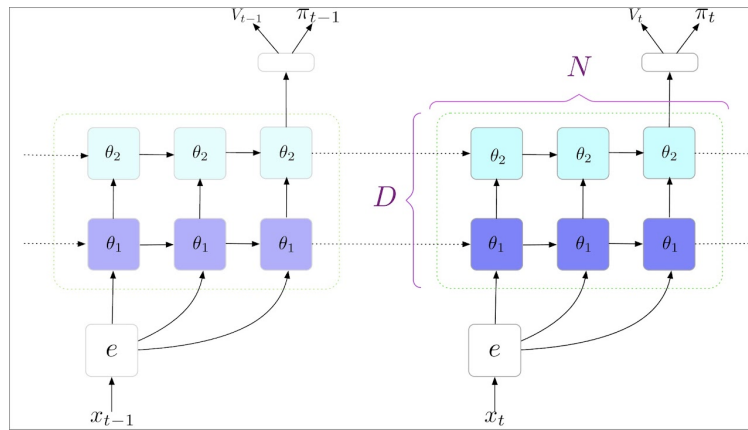 V_{t-1} π_{t-1} V_t π_t
N
θ_2 θ_2 θ_2 θ_2 θ_2 θ_2
D
θ_1 θ_1 θ_1 θ_1 θ_1 θ_1
e e
x_{t-1} x_t